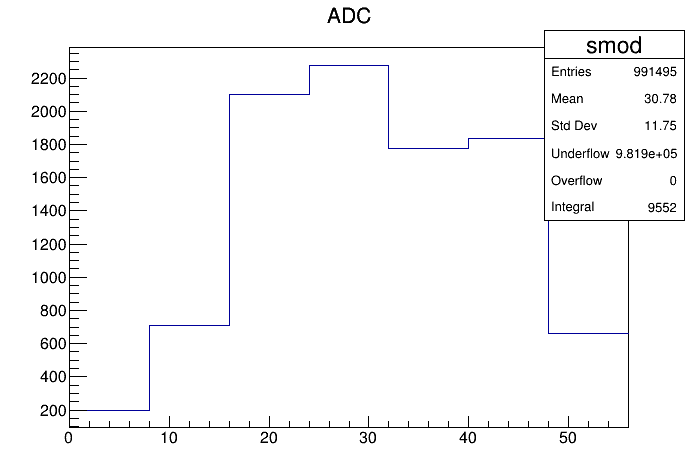 ADC
smod
Entries 991495
Mean 30.78
Std Dev 11.75
Underflow 9.819e+05
Overflow 0
Integral 9552
2200
2000
1800
1600
1400
1200
1000
800
600
400
200
0 10 20 30 40 50